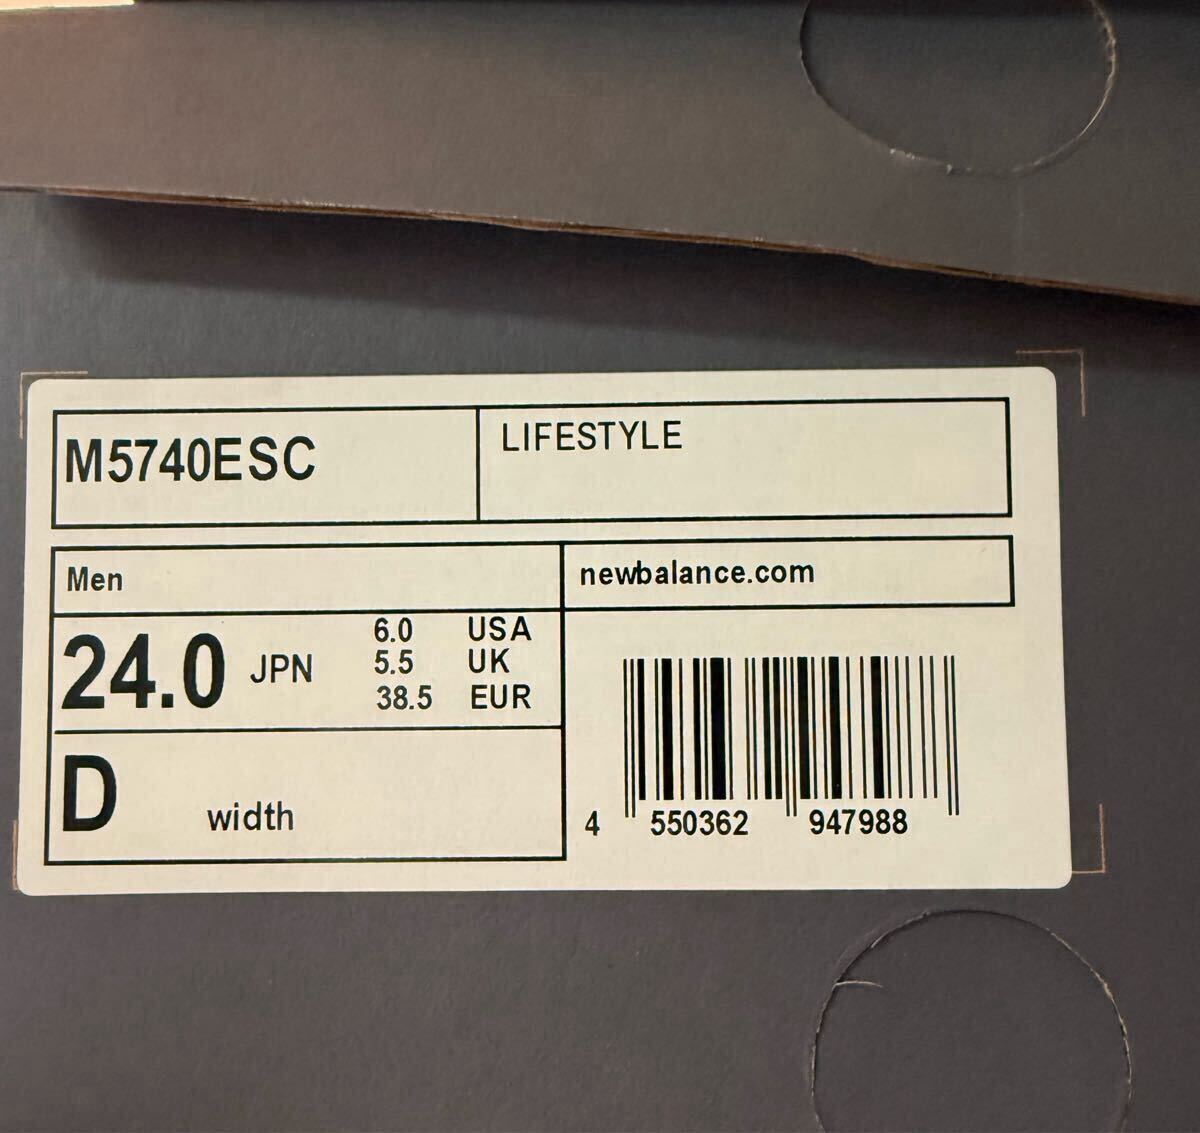 M5740ESC
LIFESTYLE
Men
newbalance.com
24.0 JPN
6.0 USA
5.5 UK
38.5 EUR
D width
4 550362 947988